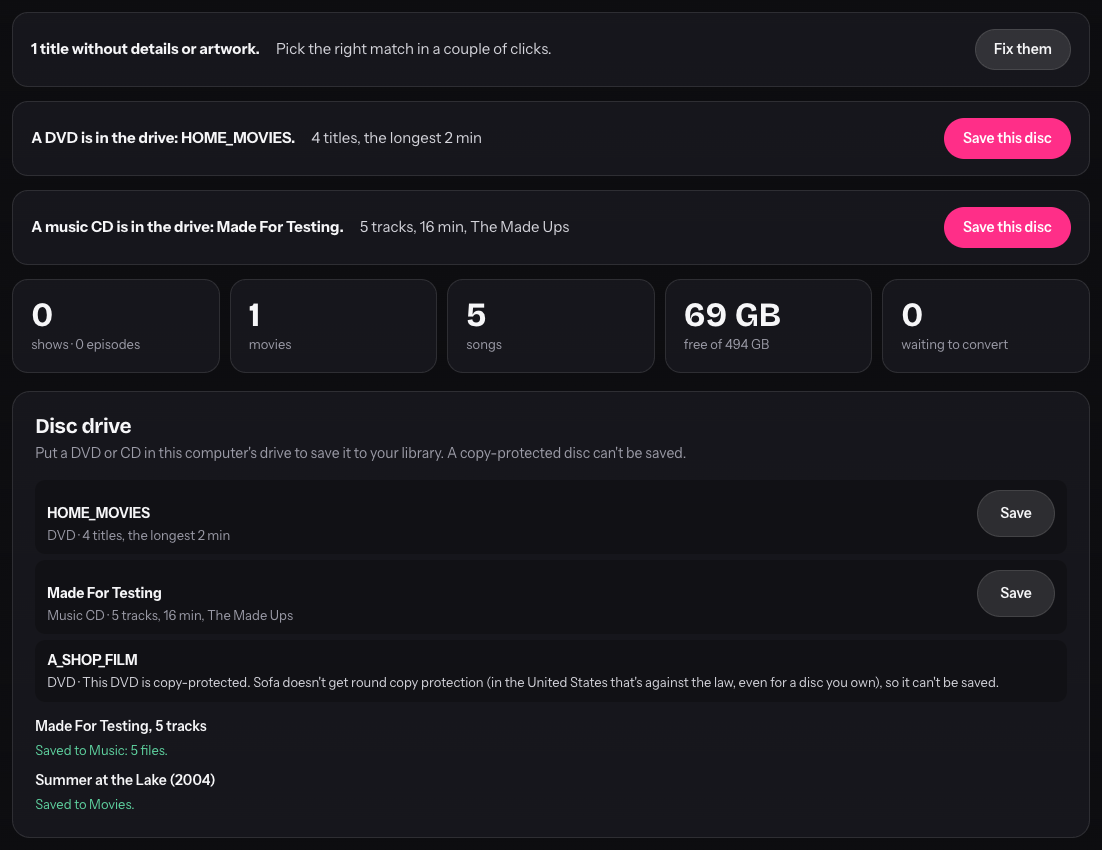 1 title without details or artwork. Pick the right match in a couple of clicks.
Fix them
A DVD is in the drive: HOME_MOVIES. 4 titles, the longest 2 min
Save this disc
A music CD is in the drive: Made For Testing. 5 tracks, 16 min, The Made Ups
Save this disc
0
shows · 0 episodes
1
movies
5
songs
69 GB
free of 494 GB
0
waiting to convert
Disc drive
Put a DVD or CD in this computer's drive to save it to your library. A copy-protected disc can't be saved.
HOME_MOVIES
DVD · 4 titles, the longest 2 min
Save
Made For Testing
Music CD · 5 tracks, 16 min, The Made Ups
Save
A_SHOP_FILM
DVD · This DVD is copy-protected. Sofa doesn't get round copy protection (in the United States that's against the law, even for a disc you own), so it can't be saved.
Made For Testing, 5 tracks
Saved to Music: 5 files.
Summer at the Lake (2004)
Saved to Movies.